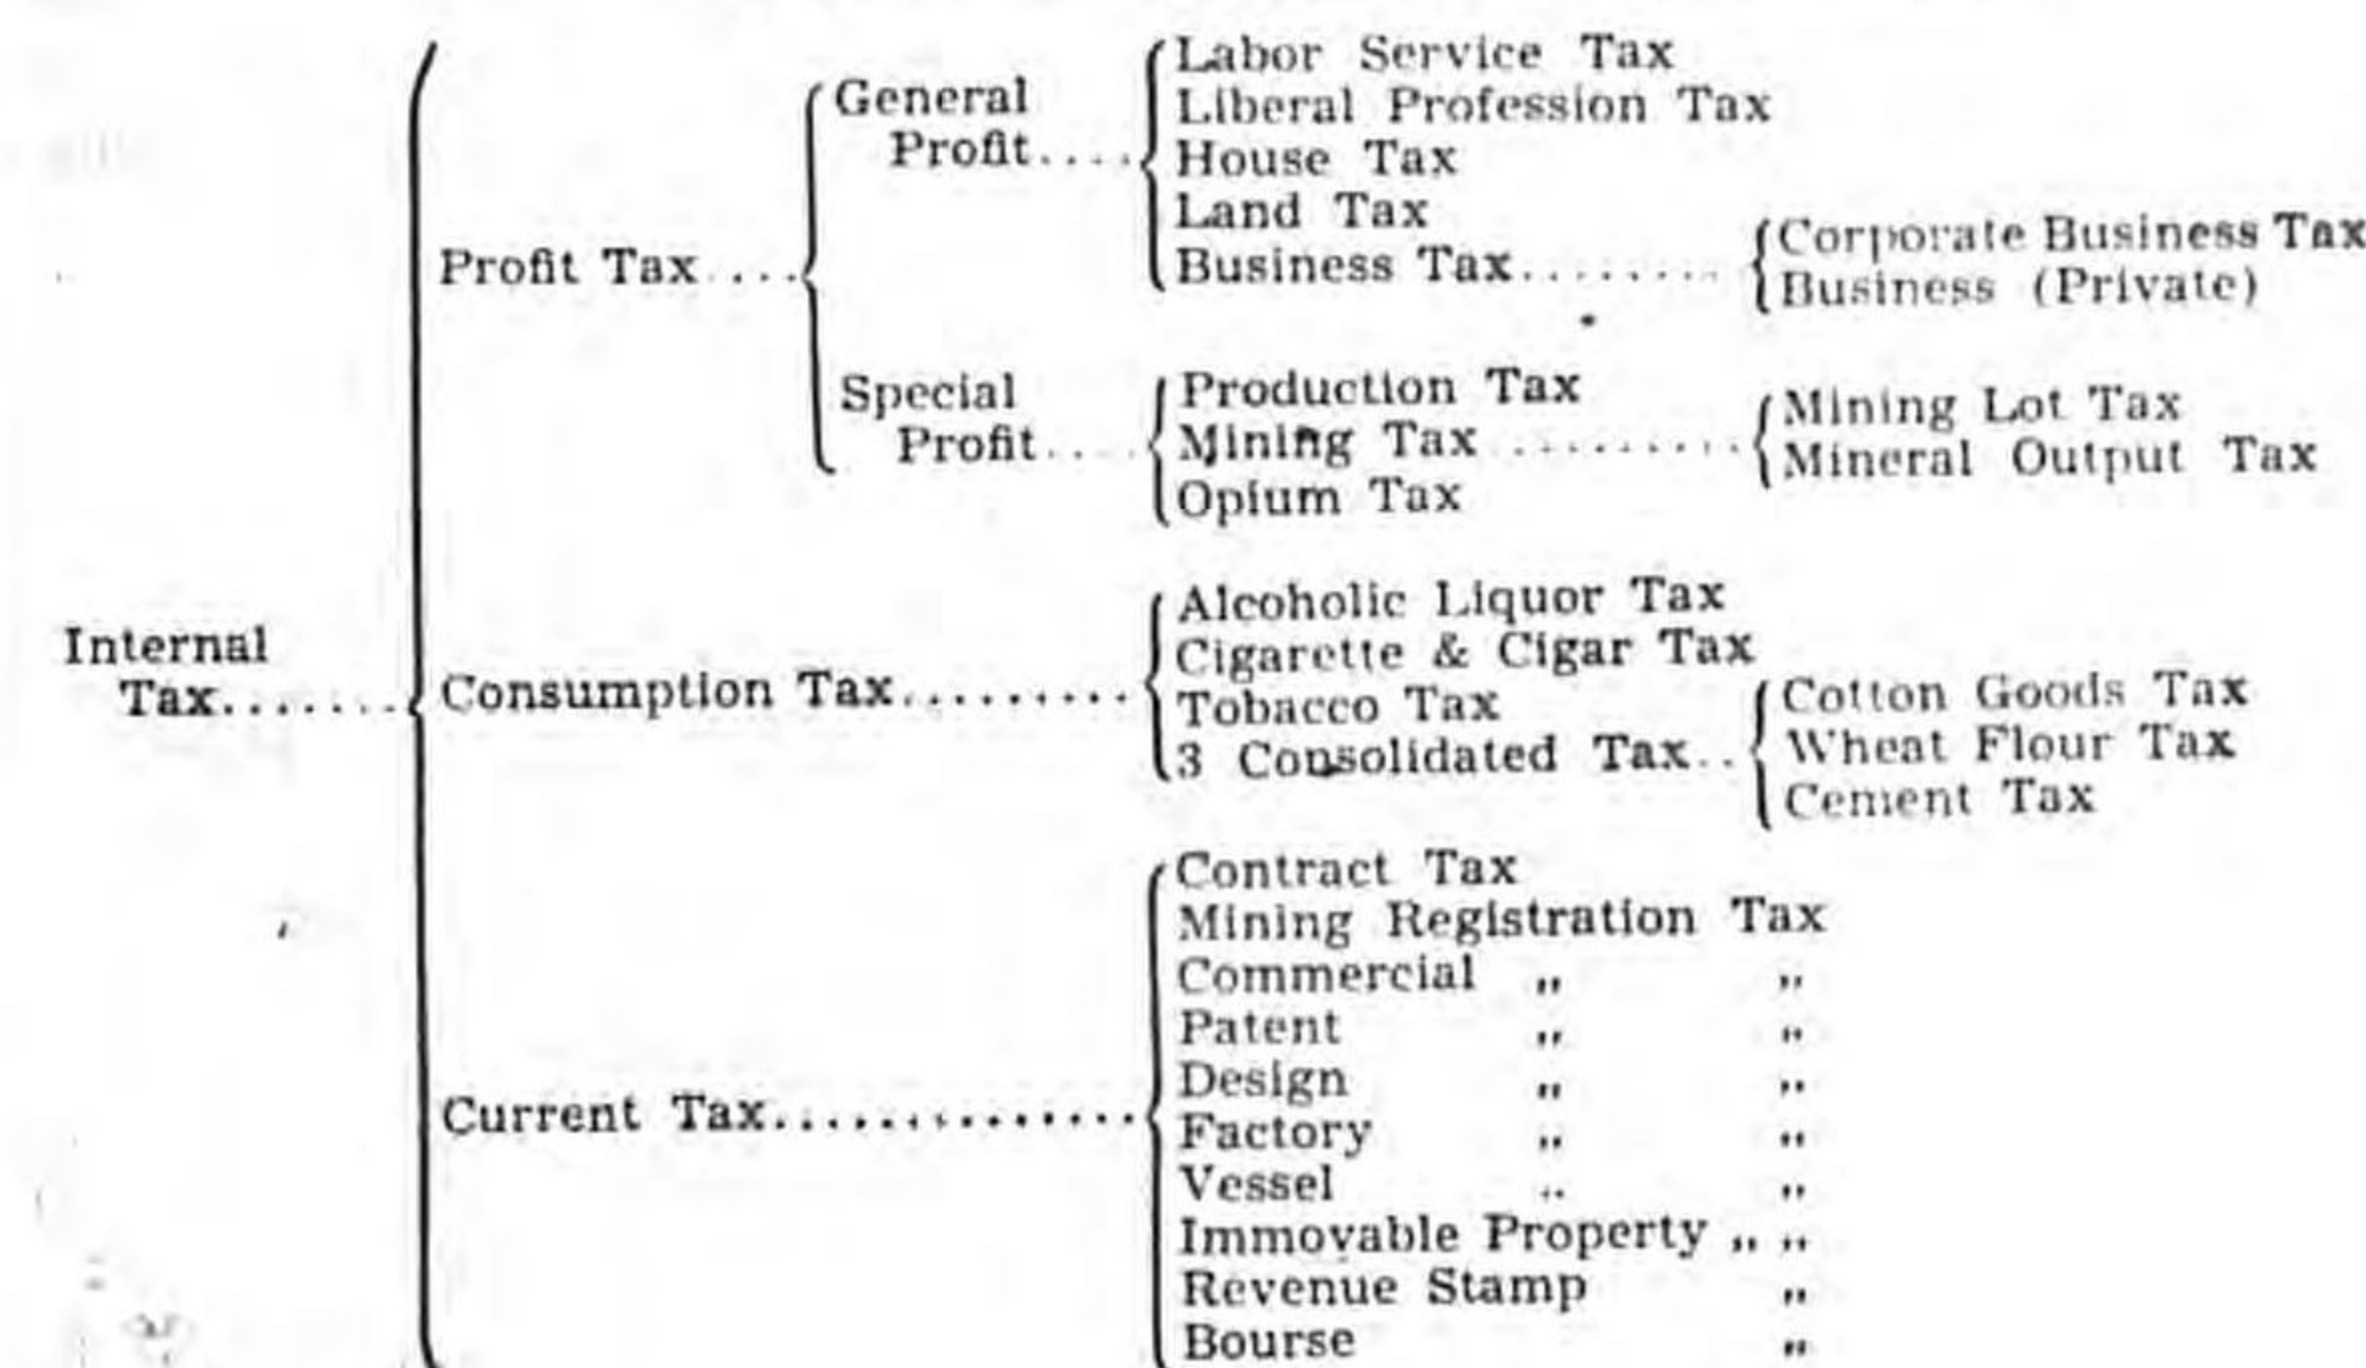 Labor Service Tax
General
Liberal Profession Tax
Profit....
House Tax
Land Tax
Corporate Business Tax
Profit Tax....
Business Tax........
Business (Private)
Special
Production Tax
Mining Lot Tax
Profit....
Mining Tax..........
Mineral Output Tax
Opium Tax
Alcoholic Liquor Tax
Internal
Cigarette & Cigar Tax
Tax.......
Consumption Tax.........
Tobacco Tax
Cotton Goods Tax
3 Consolidated Tax..
Wheat Flour Tax
Cement Tax
Contract Tax
Mining Registration Tax
Commercial „ „
Patent „ „
Design „ „
Current Tax..............
Factory „ „
Vessel „ „
Immovable Property „ „
Revenue Stamp „
Bourse „